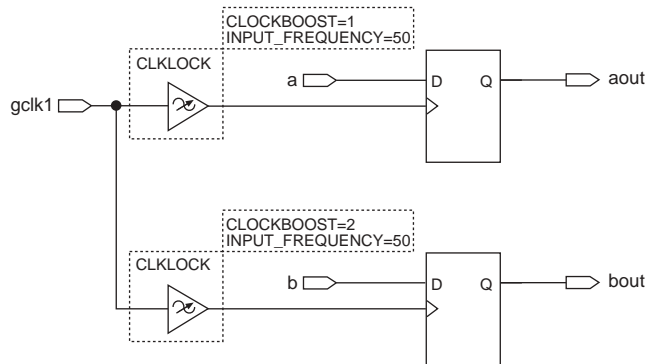 CLOCKBOOST=1
INPUT_FREQUENCY=50
CLKLOCK
a
D
Q
aout
gclk1
CLOCKBOOST=2
INPUT_FREQUENCY=50
CLKLOCK
b
D
Q
bout